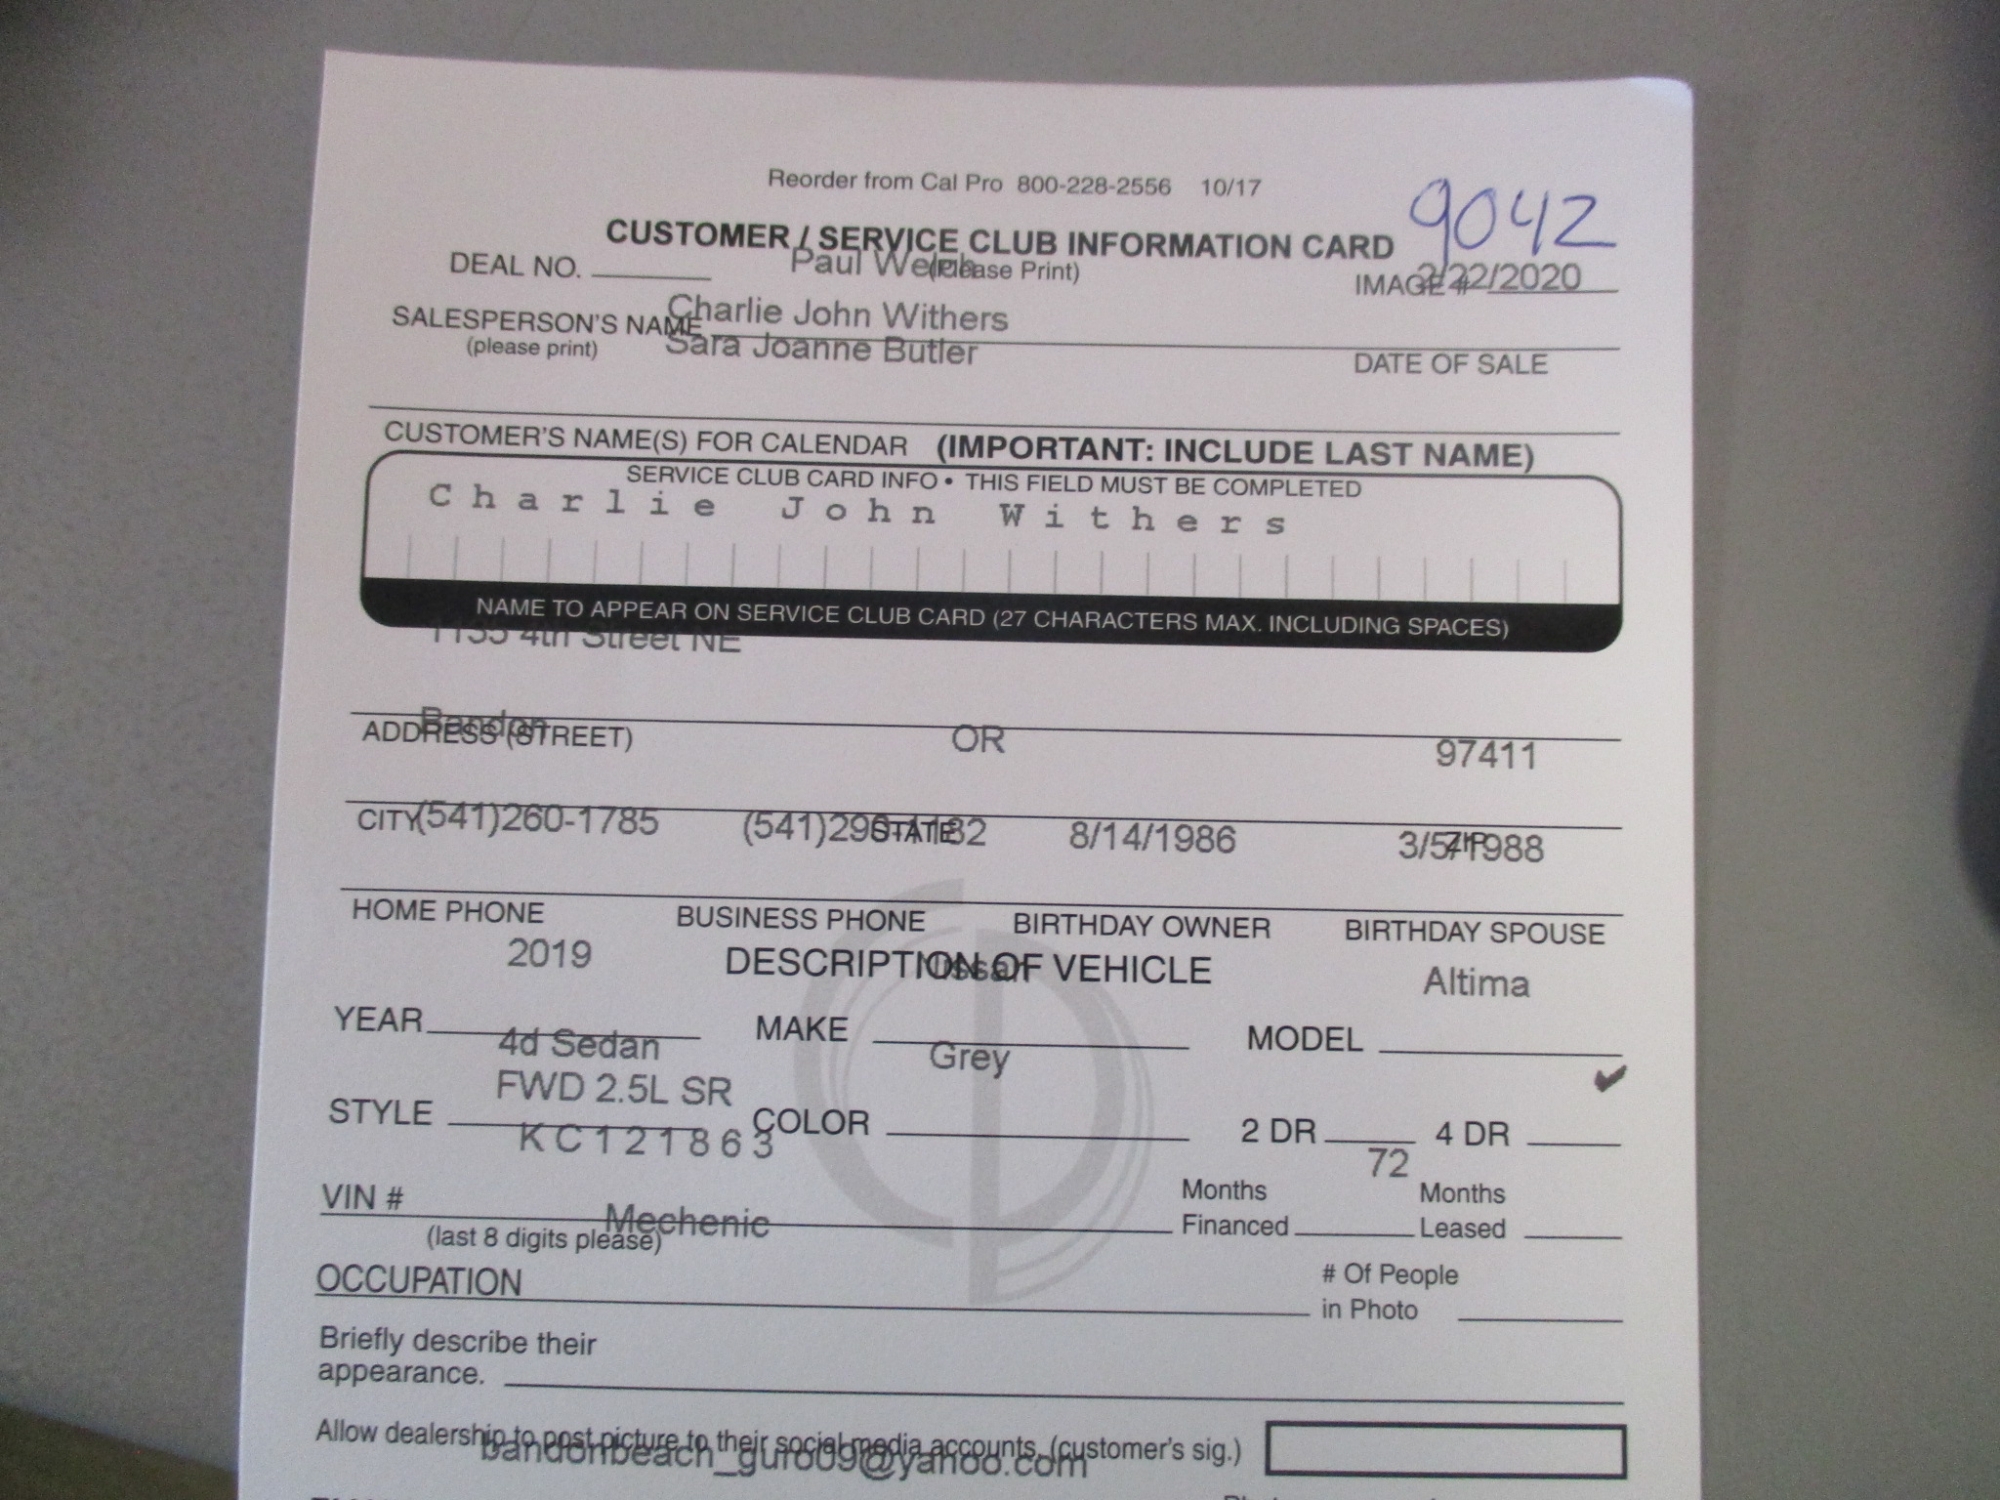 Reorder from Cal Pro 800-228-2556 10/17
9042
CUSTOMER / SERVICE CLUB INFORMATION CARD
DEAL NO. Paul Welch (Please Print) IMAGE # 2/22/2020
Charlie John Withers
SALESPERSON'S NAME
Sara Joanne Butler
(please print) DATE OF SALE
CUSTOMER'S NAME(S) FOR CALENDAR (IMPORTANT: INCLUDE LAST NAME)
SERVICE CLUB CARD INFO • THIS FIELD MUST BE COMPLETED
Charlie John Withers
NAME TO APPEAR ON SERVICE CLUB CARD (27 CHARACTERS MAX. INCLUDING SPACES)
1155 4th Street NE
Bandon OR 97411
ADDRESS (STREET)
(541)260-1785 8/14/1986 3/5/1988
CITY STATE ZIP
HOME PHONE BUSINESS PHONE BIRTHDAY OWNER BIRTHDAY SPOUSE
2019 Nissan Altima
DESCRIPTION OF VEHICLE
YEAR MAKE MODEL
4d Sedan Grey
FWD 2.5L SR
STYLE COLOR 2 DR 4 DR ✔
KC121863 72
VIN # Months Financed Months Leased
(last 8 digits please)
Mechenic
OCCUPATION # Of People in Photo
Briefly describe their
appearance.
Allow dealership to post picture to their social media accounts. (customer's sig.)